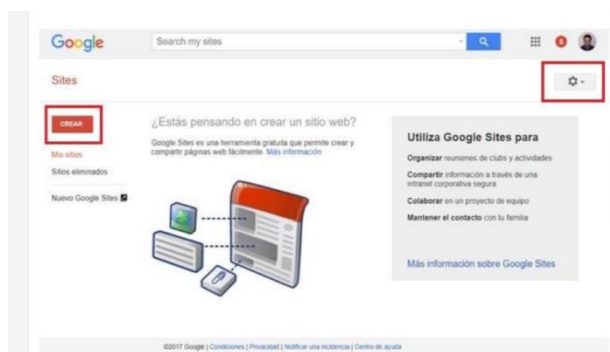 Google
Search my sites
Sites
CREAR
¿Estás pensando en crear un sitio web?
Google Sites es una herramienta gratuita que permite crear y
compartir páginas web fácilmente. Más información
Mis sitios
Sitios eliminados
Nuevo Google Sites
Utiliza Google Sites para
Organizar reuniones de clubs y actividades
Compartir información a través de una
intranet corporativa segura
Colaborar en un proyecto de equipo
Mantener el contacto con tu familia
Más información sobre Google Sites
©2017 Google | Condiciones | Privacidad | Notificar una incidencia | Centro de ayuda